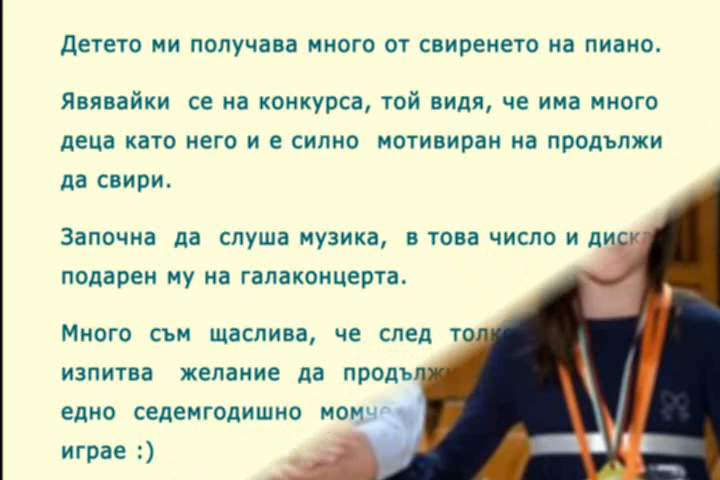 Детето ми получава много от свиренето на пиано.
Явявайки се на конкурса, той видя, че има много
деца като него и е силно мотивиран на продължи
да свири.
Започна да слуша музика, в това число и диска
подарен му на галаконцерта.
Много съм щаслива, че след
изпитва желание да
едно седемгодишно момче
играе :)